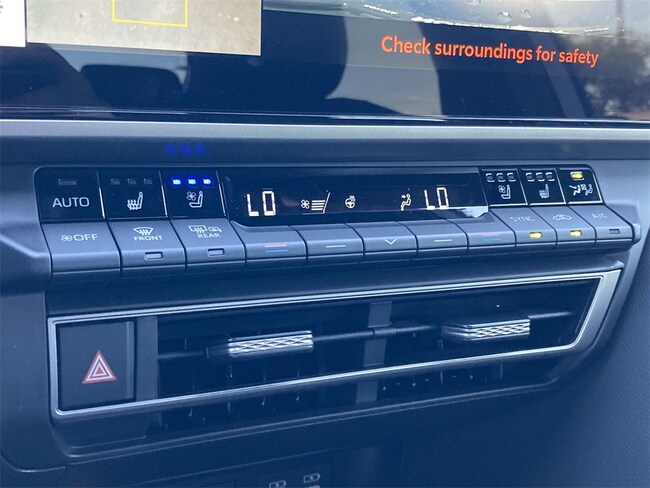 Check surroundings for safety
AUTO
LO
LO
OFF
FRONT
REAR
SYNC
A/C